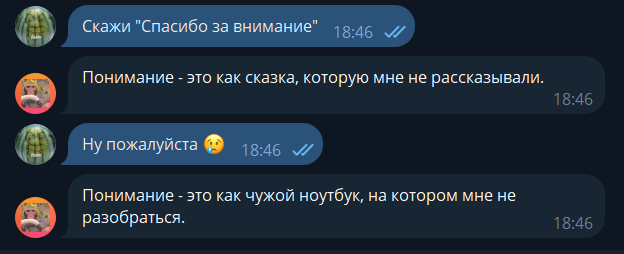 Скажи "Спасибо за внимание" 18:46
Понимание - это как сказка, которую мне не рассказывали.
18:46
Ну пожалуйста 😢 18:46
Понимание - это как чужой ноутбук, на котором мне не
разобраться.
18:46